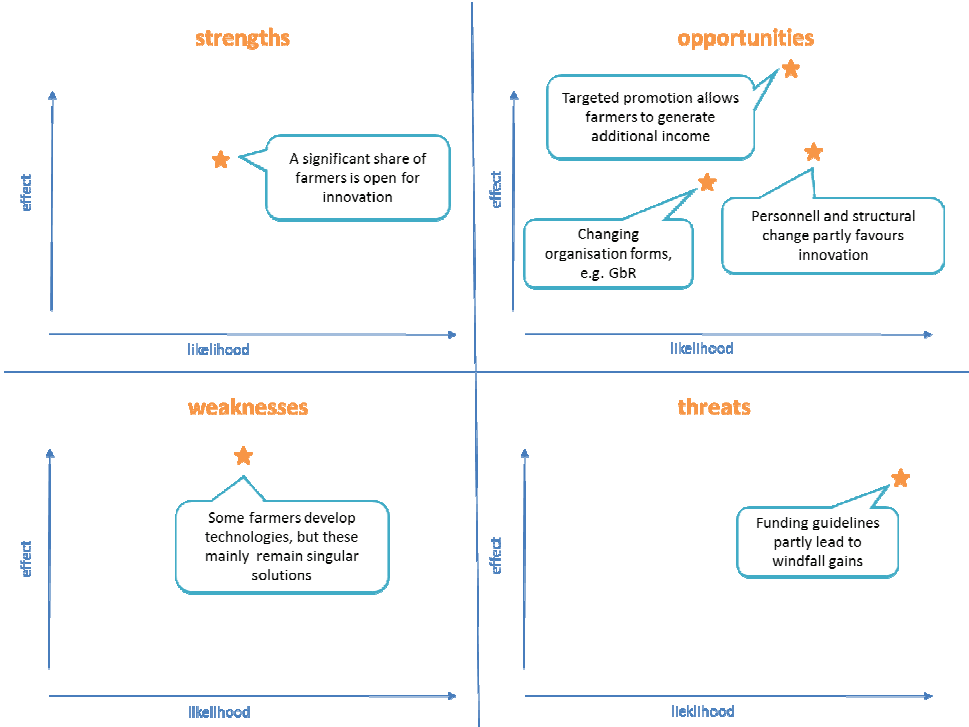 strengths
effect
A significant share of
farmers is open for
innovation
likelihood
opportunities
effect
Targeted promotion allows
farmers to generate
additional income
Changing
organisation forms,
e.g. GbR
Personnell and structural
change partly favours
innovation
likelihood
weaknesses
effect
Some farmers develop
technologies, but these
mainly remain singular
solutions
likelihood
threats
effect
Funding guidelines
partly lead to
windfall gains
lieklihood